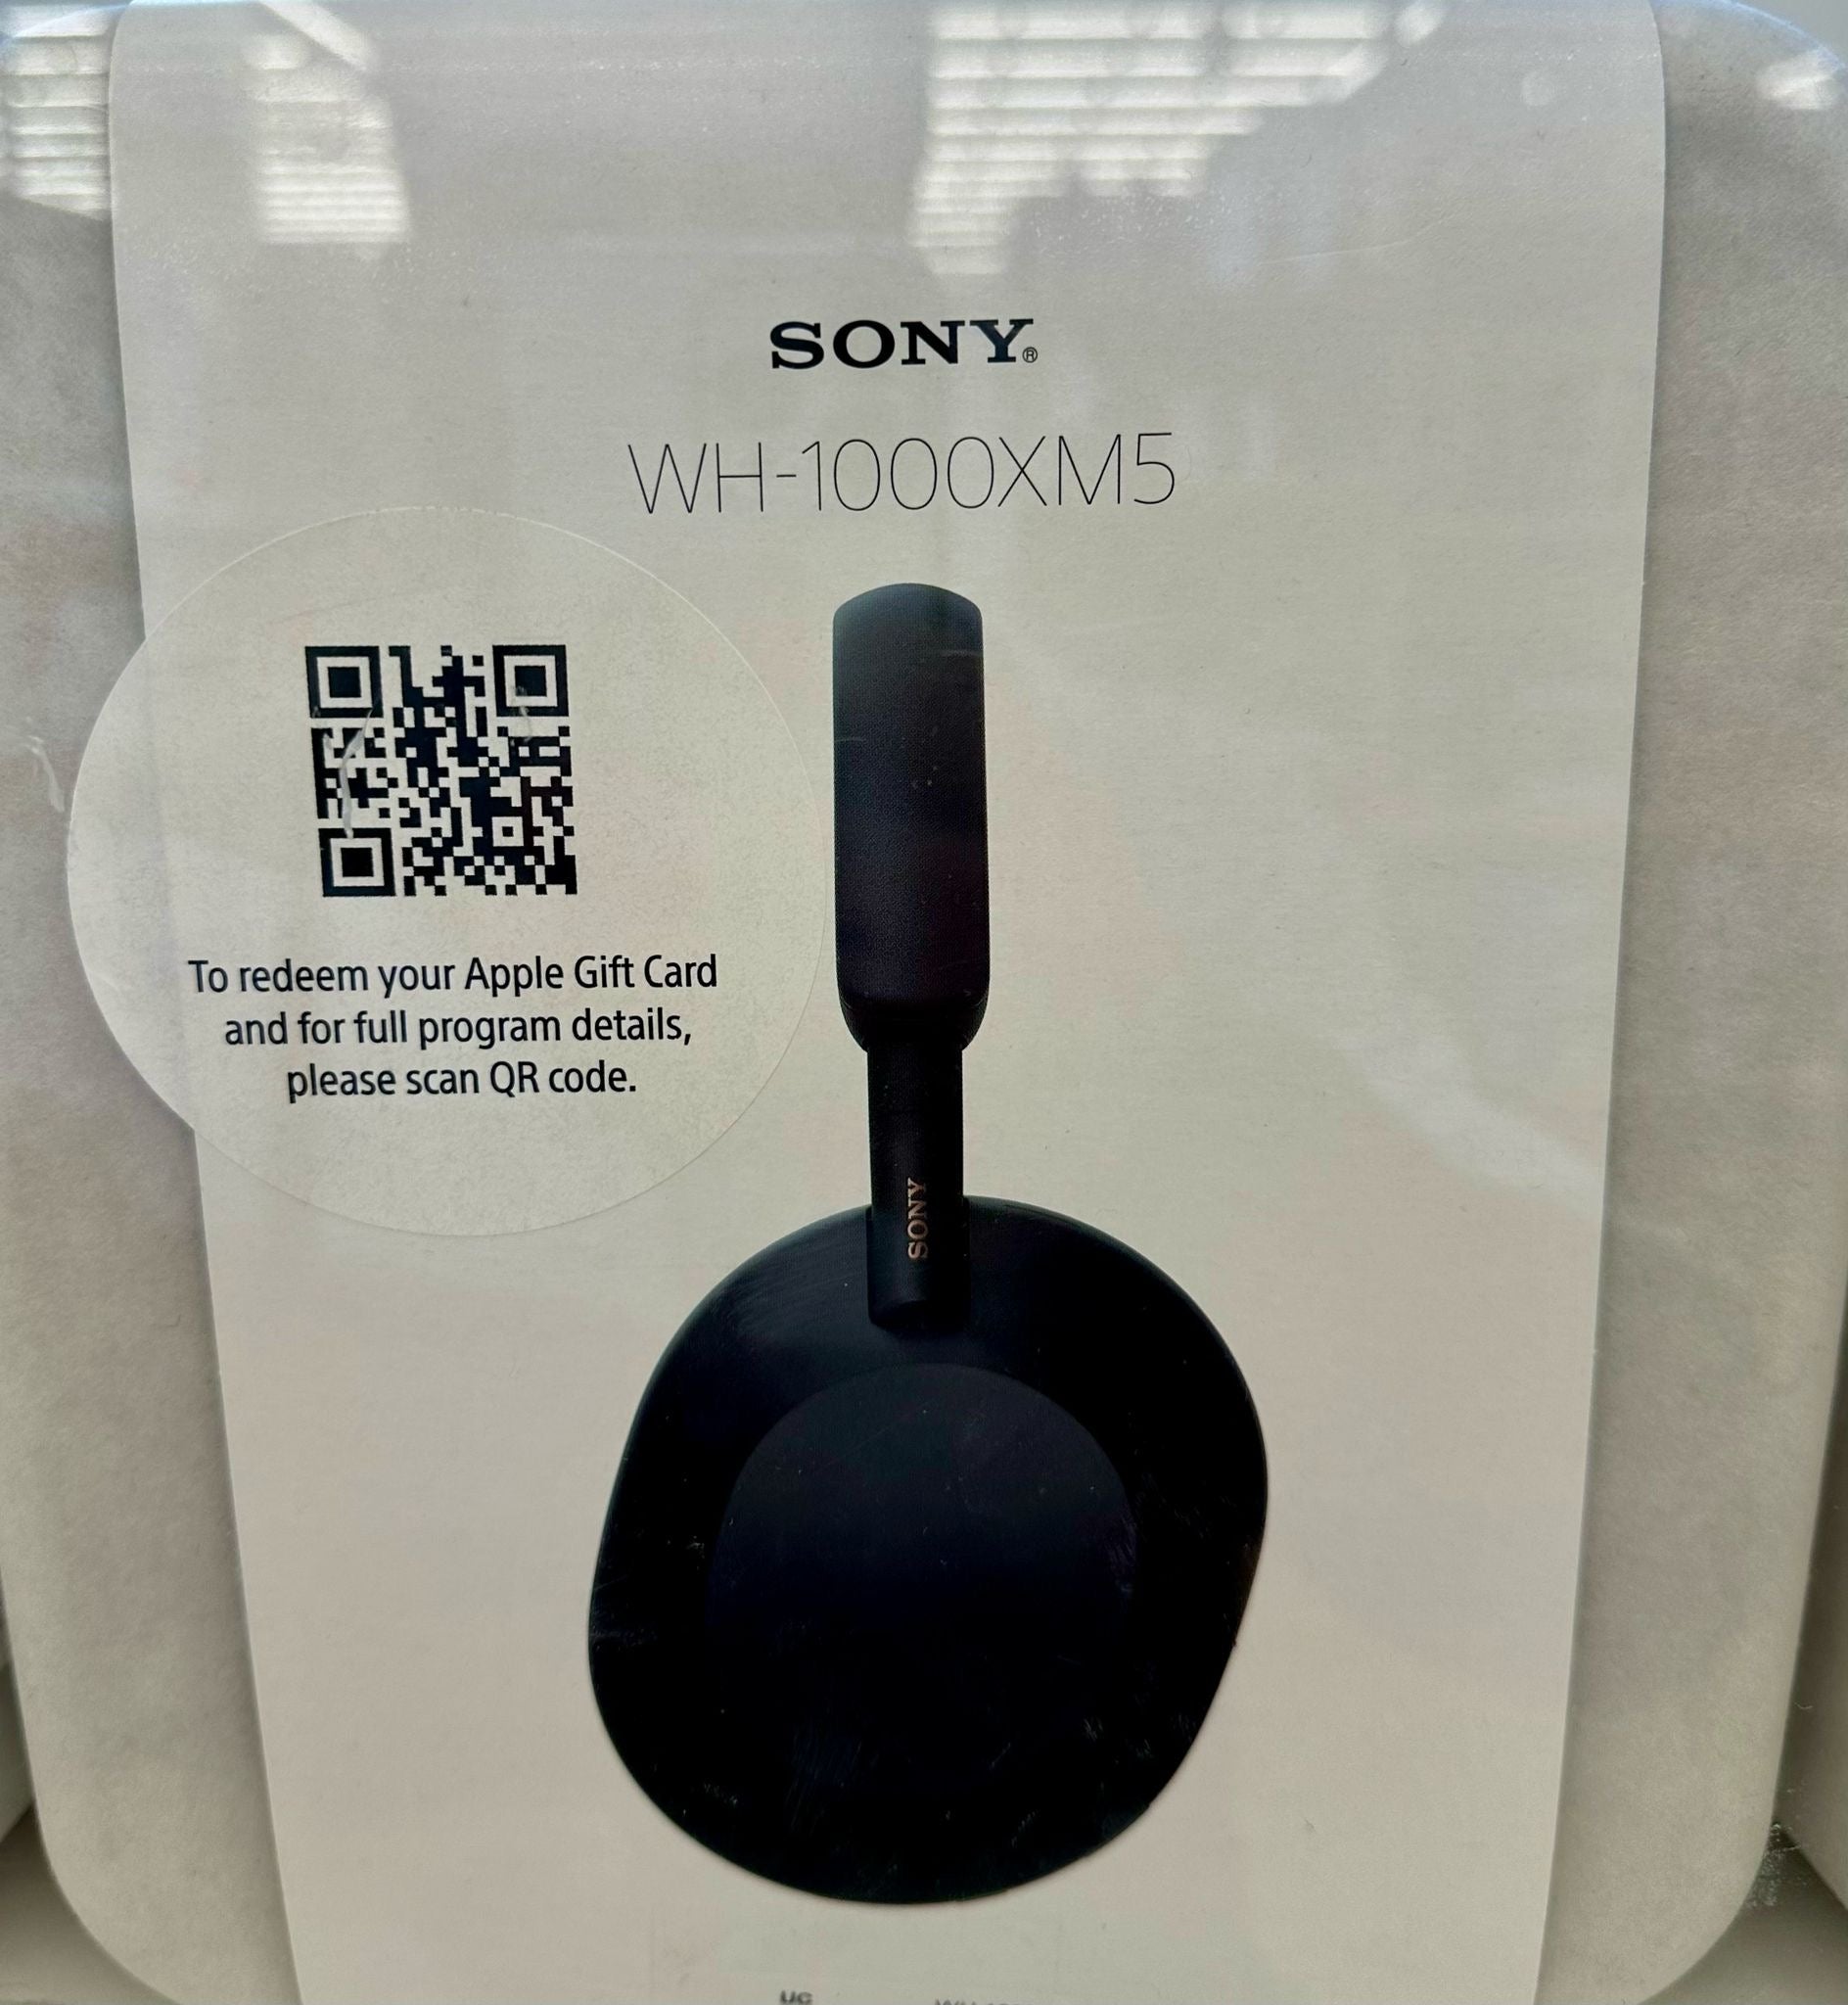 SONY®
WH-1000XM5
To redeem your Apple Gift Card
and for full program details,
please scan QR code.
SONY